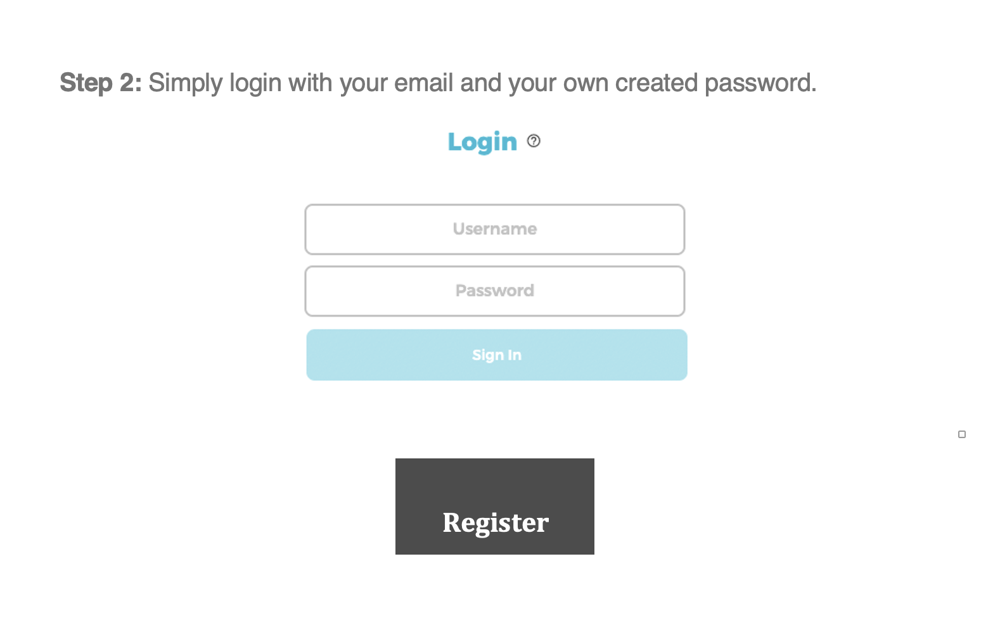 Step 2: Simply login with your email and your own created password.
Login ?
Username
Password
Sign In
Register